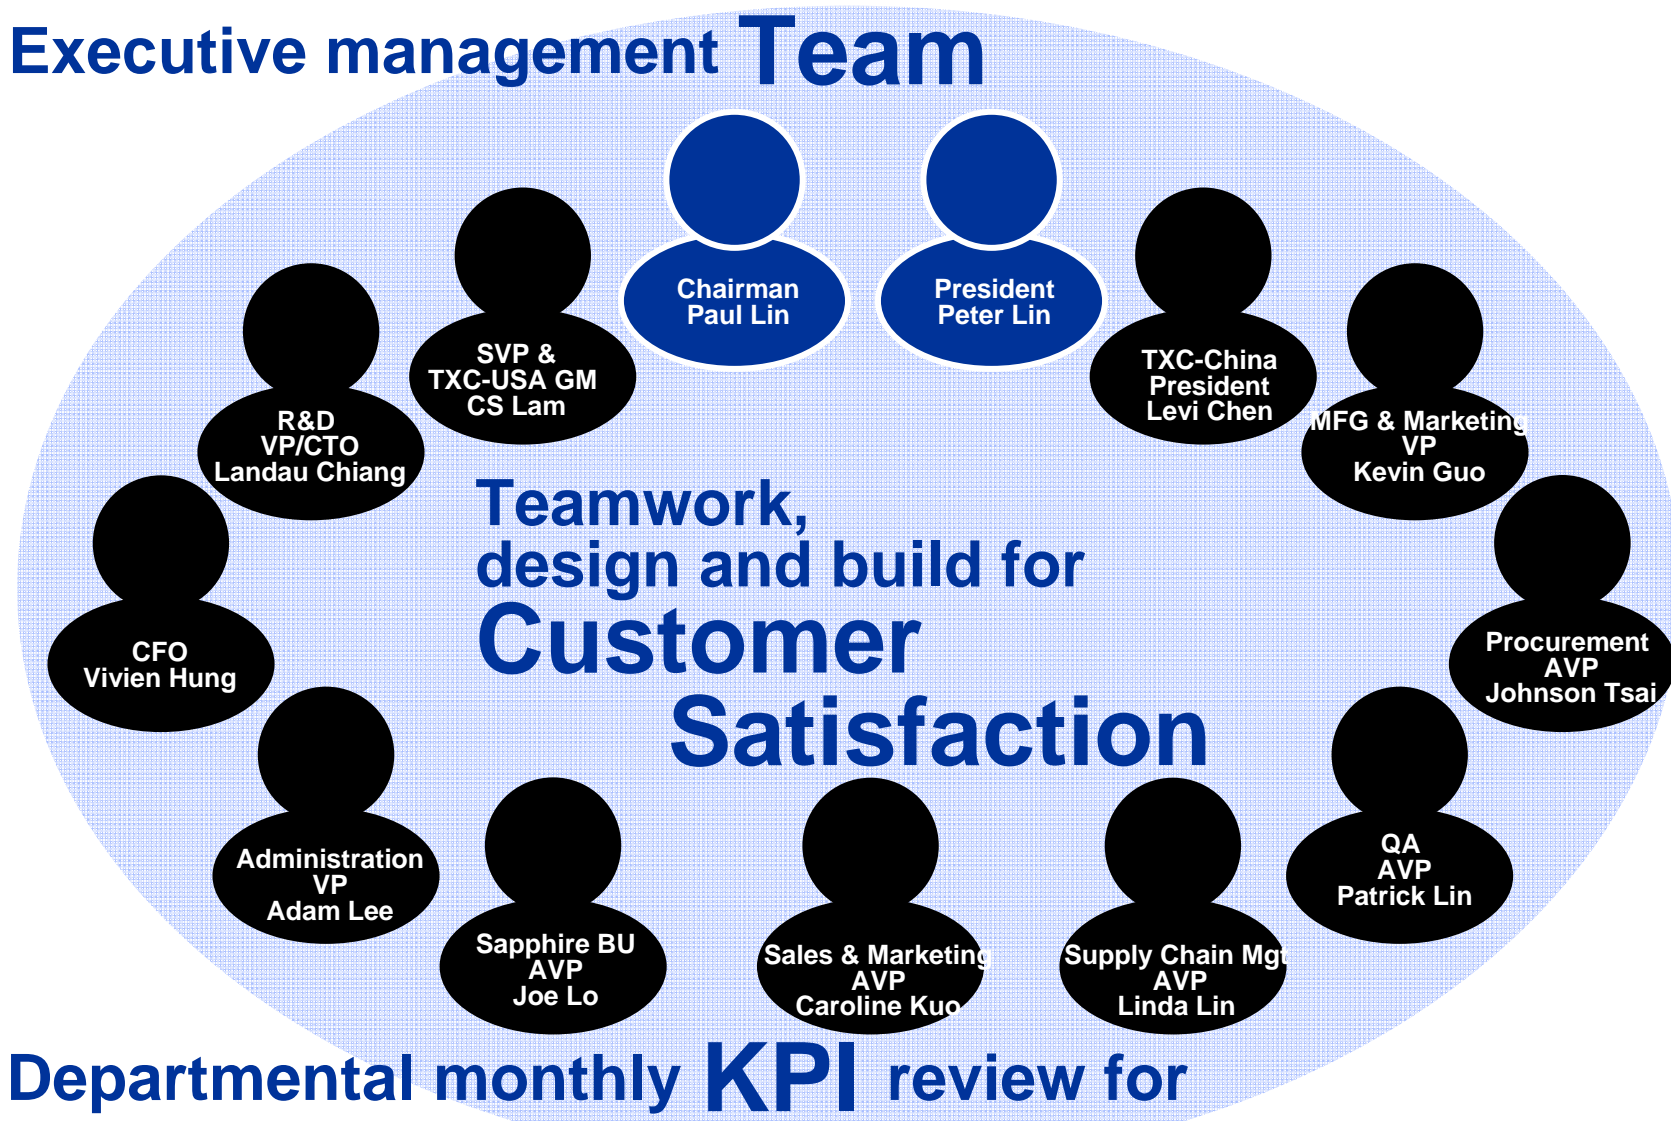 Executive management Team
Chairman
Paul Lin
President
Peter Lin
SVP &
TXC-USA GM
CS Lam
TXC-China
President
Levi Chen
R&D
VP/CTO
Landau Chiang
MFG & Marketing
VP
Kevin Guo
Teamwork,
design and build for
Customer
Satisfaction
CFO
Vivien Hung
Procurement
AVP
Johnson Tsai
Administration
VP
Adam Lee
QA
AVP
Patrick Lin
Sapphire BU
AVP
Joe Lo
Sales & Marketing
AVP
Caroline Kuo
Supply Chain Mgt
AVP
Linda Lin
Departmental monthly KPI review for